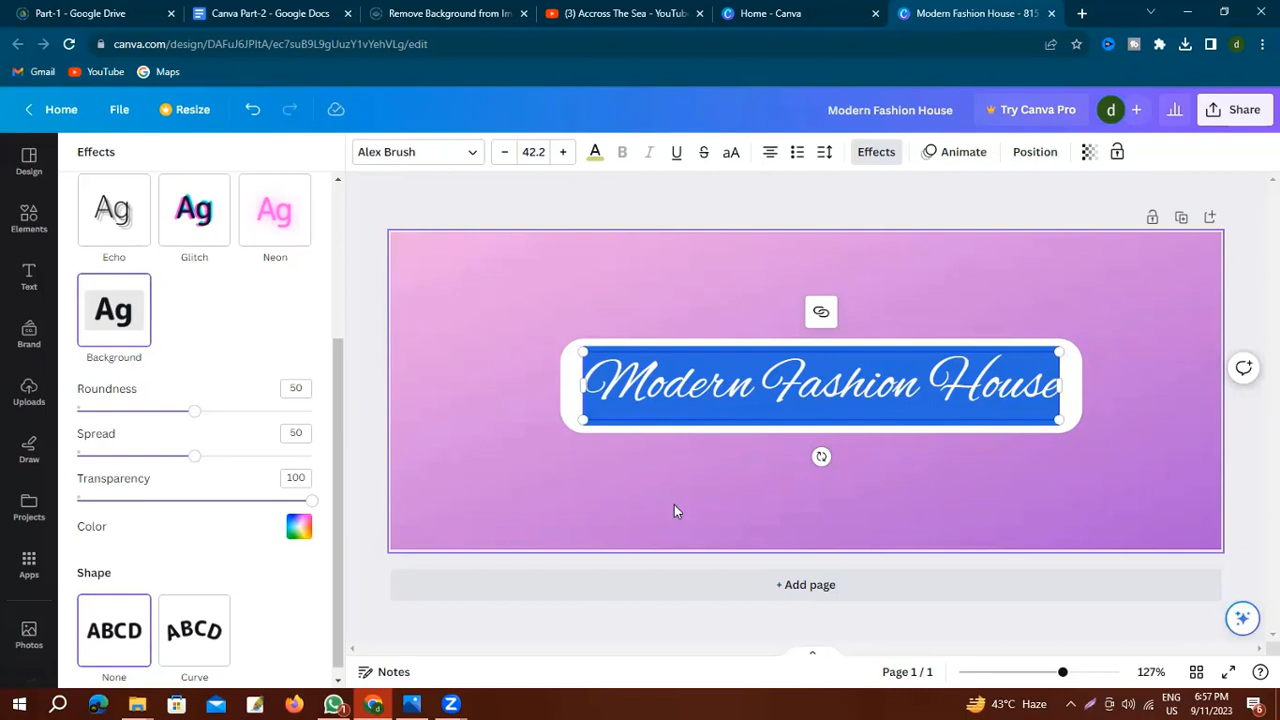 Part-1 - Google Docs
Canva Part-2 - Google Docs
Remove Background from Im
(3) Accross The Sea - YouTub
Home - Canva
Modern Fashion House - 815
canva.com/design/DAFuJ6JPItA/ec7suB9L9gUuzY1vYehVLg/edit
d
Gmail
YouTube
Maps
Home
File
Resize
Modern Fashion House
Try Canva Pro
d
Share
Effects
Alex Brush
42.2
A
B
I
U
S
aA
Effects
Animate
Position
Design
Elements
Text
Brand
Uploads
Draw
Projects
Apps
Photos
Ag
Ag
Ag
Echo
Glitch
Neon
Ag
Background
Roundness
50
Spread
50
Transparency
100
Color
Shape
ABCD
ABCD
None
Curve
Modern Fashion House
+ Add page
Notes
Page 1 / 1
127%
1
43°C Haze
ENG
US
6:57 PM
9/11/2023
6